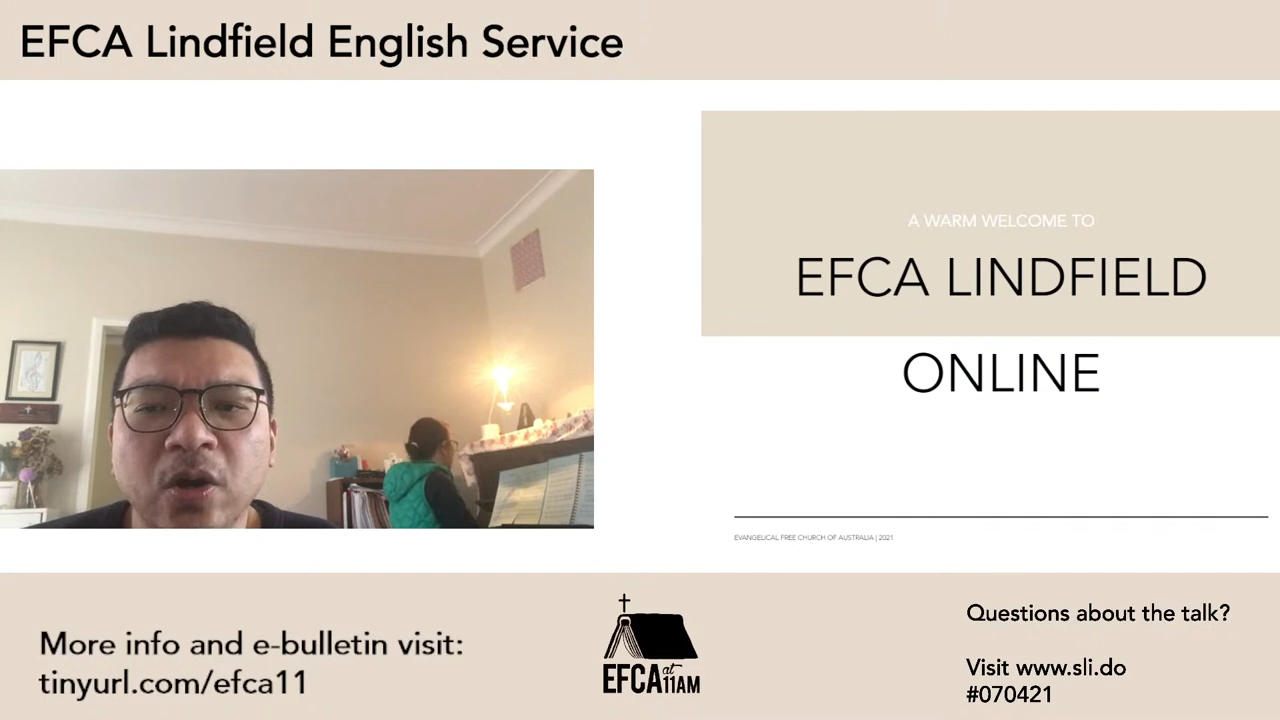 EFCA Lindfield English Service
A WARM WELCOME TO
EFCA LINDFIELD
ONLINE
EVANGELICAL FREE CHURCH OF AUSTRALIA | 2021
More info and e-bulletin visit:
tinyurl.com/efca11
EFCA at 11AM
Questions about the talk?
Visit www.sli.do
#070421